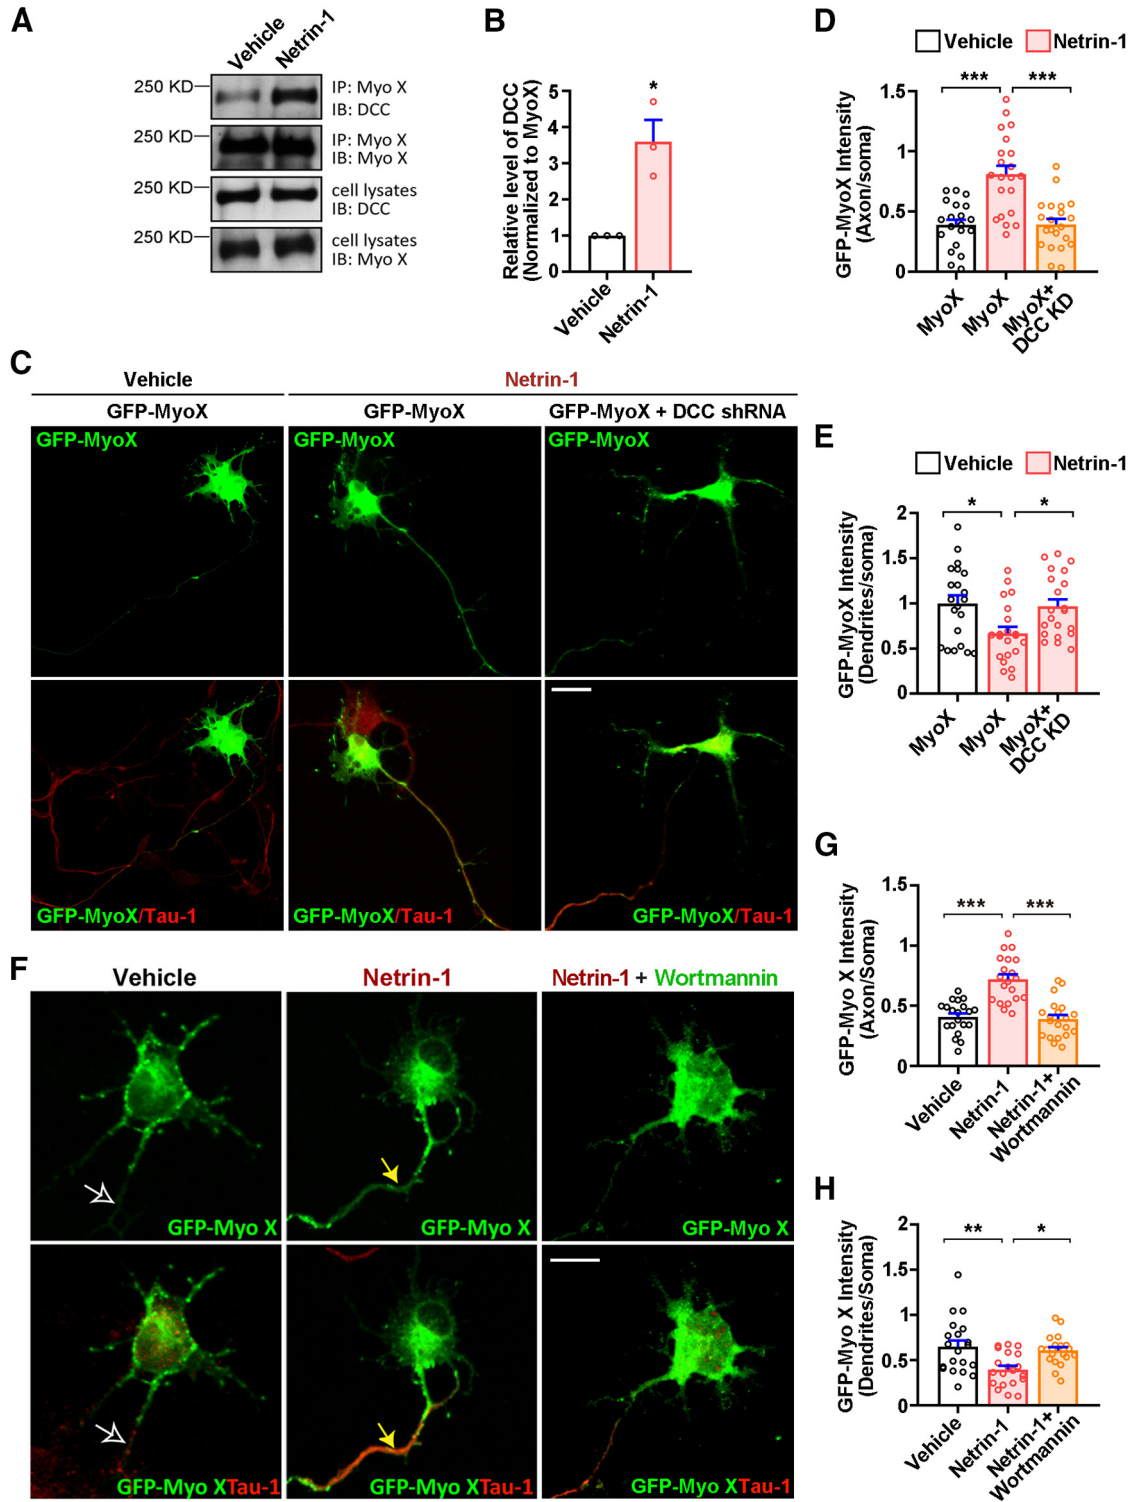 A
Vehicle
Netrin-1
250 KD
IP: Myo X
IB: DCC
250 KD
IP: Myo X
IB: Myo X
250 KD
cell lysates
IB: DCC
250 KD
cell lysates
IB: Myo X
B
Relative level of DCC
(Normalized to MyoX)
5
4
3
2
1
0
*
Vehicle
Netrin-1
D
Vehicle
Netrin-1
GFP-MyoX Intensity
(Axon/soma)
1.5
1
0.5
0
***
***
MyoX
MyoX
MyoX+
DCC KD
C
Vehicle
Netrin-1
GFP-MyoX
GFP-MyoX
GFP-MyoX + DCC shRNA
GFP-MyoX
GFP-MyoX
GFP-MyoX
GFP-MyoX/Tau-1
GFP-MyoX/Tau-1
GFP-MyoX/Tau-1
E
Vehicle
Netrin-1
GFP-MyoX Intensity
(Dendrites/soma)
2
1.5
1
0.5
0
*
*
MyoX
MyoX
MyoX+
DCC KD
F
Vehicle
Netrin-1
Netrin-1 + Wortmannin
GFP-Myo X
GFP-Myo X
GFP-Myo X
GFP-Myo XTau-1
GFP-Myo XTau-1
GFP-Myo XTau-1
G
GFP-Myo X Intensity
(Axon/Soma)
1.5
1
0.5
0
***
***
Vehicle
Netrin-1
Netrin-1+
Wortmannin
H
GFP-Myo X Intensity
(Dendrites/Soma)
2
1.5
1
0.5
0
**
*
Vehicle
Netrin-1
Netrin-1+
Wortmannin